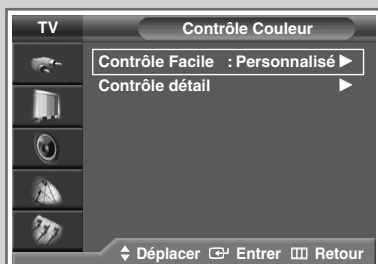 TV
Contrôle Couleur
Contrôle Facile : Personnalisé
Contrôle détail
Déplacer Entrer Retour